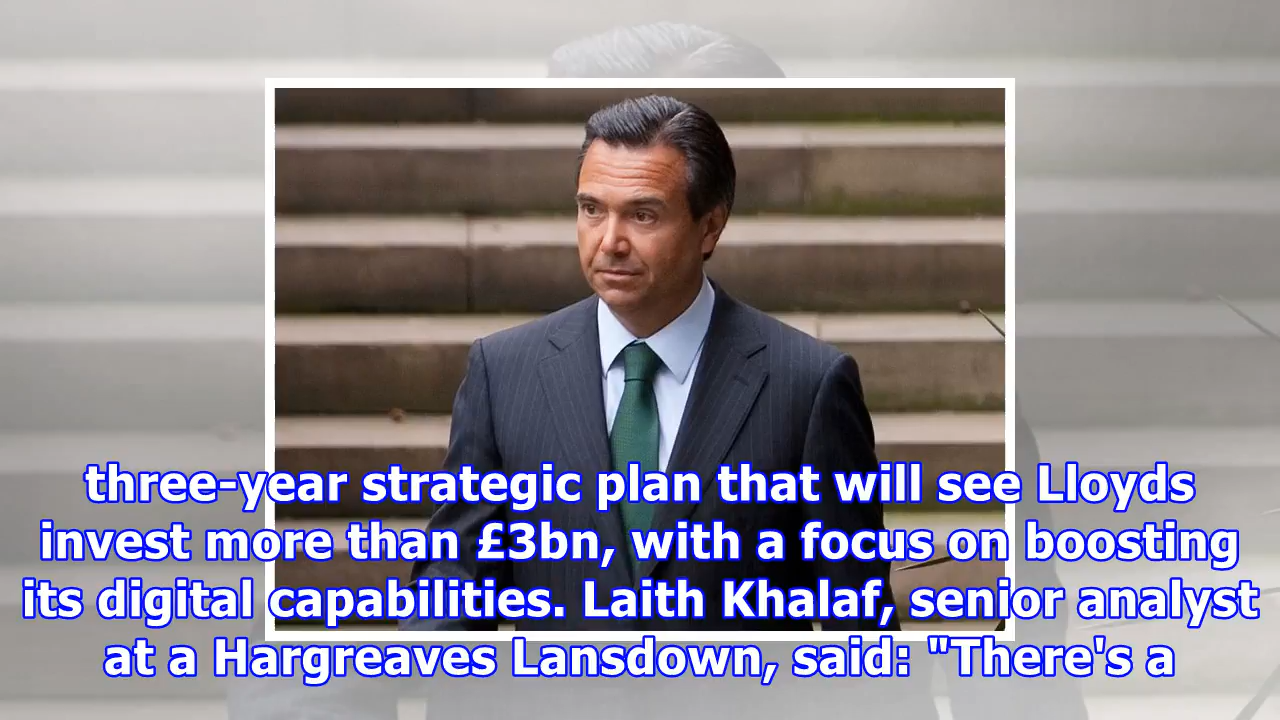 three-year strategic plan that will see Lloyds
invest more than £3bn, with a focus on boosting
its digital capabilities. Laith Khalaf, senior analyst
at a Hargreaves Lansdown, said: "There's a